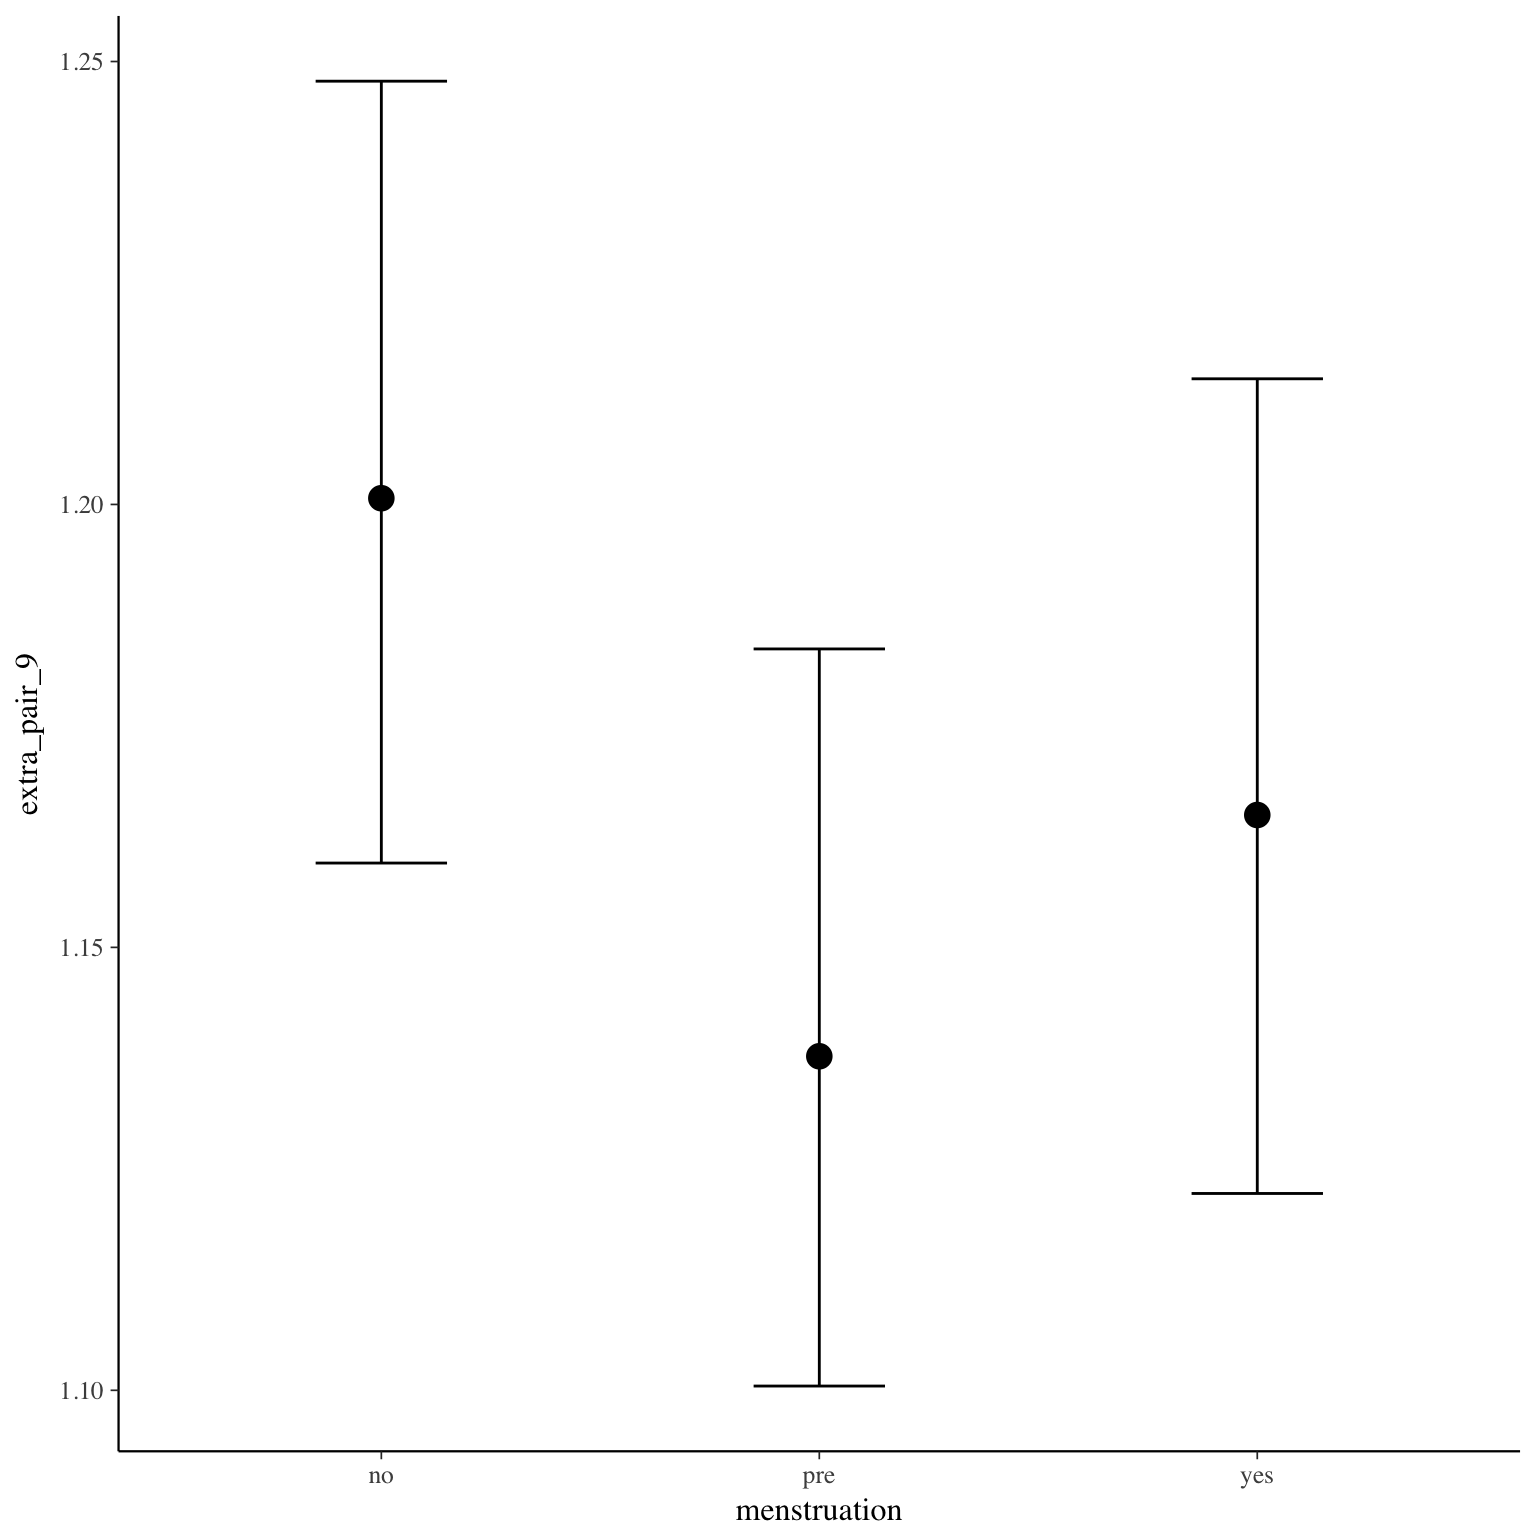 1.25
1.20
1.15
1.10
extra_pair_9
no
pre
yes
menstruation